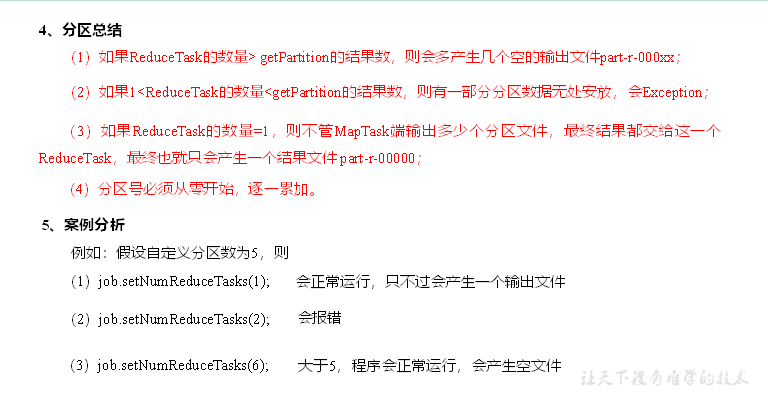 4、分区总结
（1）如果ReduceTask的数量> getPartition的结果数，则会多产生几个空的输出文件part-r-000xx；
（2）如果1<ReduceTask的数量<getPartition的结果数，则有一部分分区数据无处安放，会Exception；
（3）如果ReduceTask的数量=1，则不管MapTask端输出多少个分区文件，最终结果都交给这一个
ReduceTask，最终也就只会产生一个结果文件 part-r-00000；
（4）分区号必须从零开始，逐一累加。
5、案例分析
例如：假设自定义分区数为5，则
（1）job.setNumReduceTasks(1); 会正常运行，只不过会产生一个输出文件
（2）job.setNumReduceTasks(2); 会报错
（3）job.setNumReduceTasks(6); 大于5，程序会正常运行，会产生空文件
让天下没有难学的技术